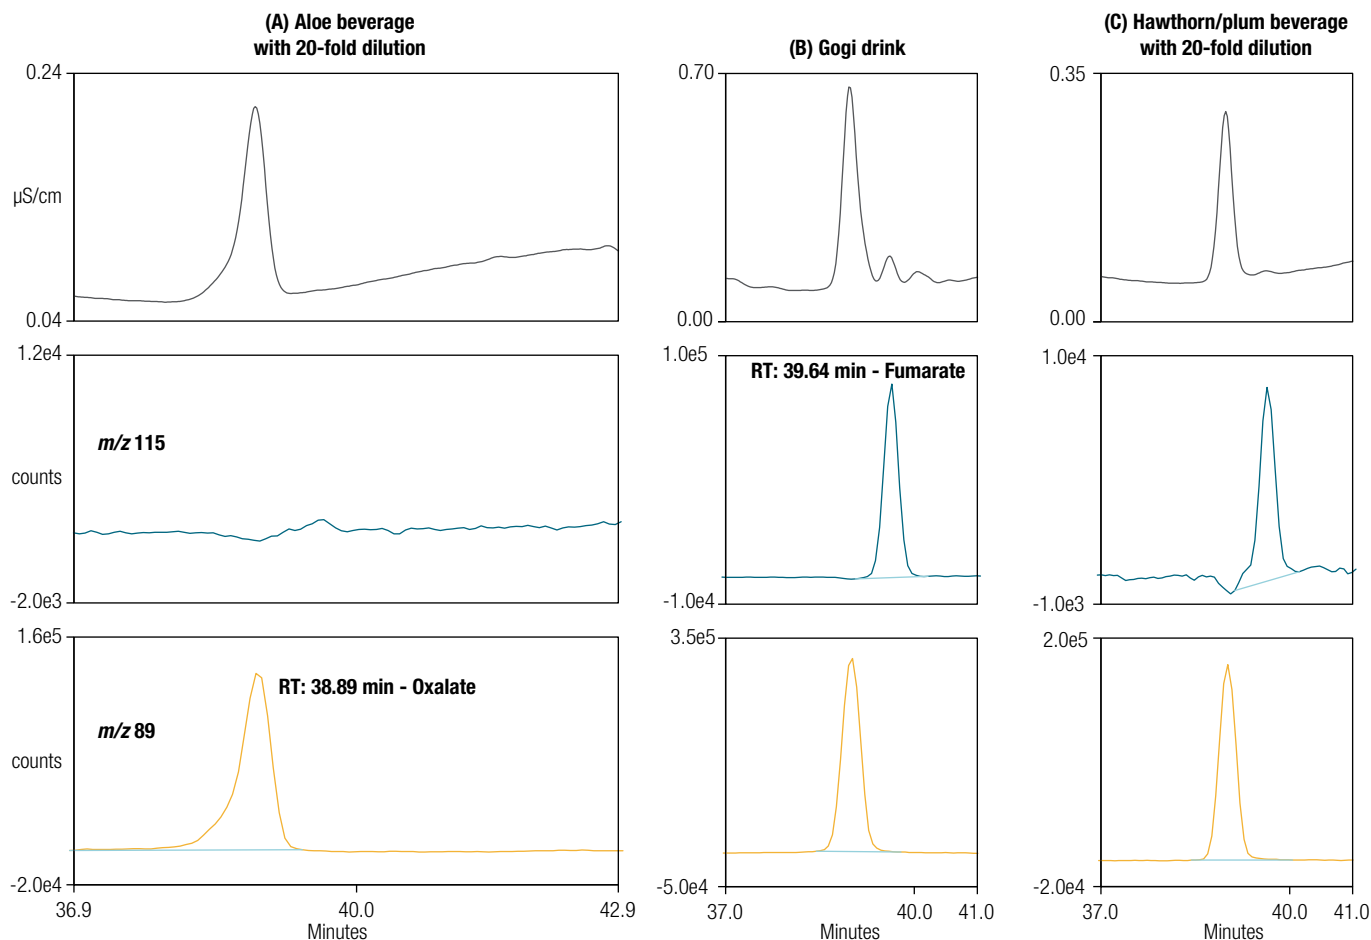 (A) Aloe beverage
with 20-fold dilution
(B) Gogi drink
(C) Hawthorn/plum beverage
with 20-fold dilution
0.24
µS/cm
0.04
0.70
0.00
0.35
0.00
1.2e4
m/z 115
counts
-2.0e3
1.0e5
RT: 39.64 min - Fumarate
-1.0e4
1.0e4
-1.0e3
1.6e5
RT: 38.89 min - Oxalate
m/z 89
counts
-2.0e4
3.5e5
-5.0e4
2.0e5
-2.0e4
36.9 40.0 42.9
Minutes
37.0 40.0 41.0
Minutes
37.0 40.0 41.0
Minutes